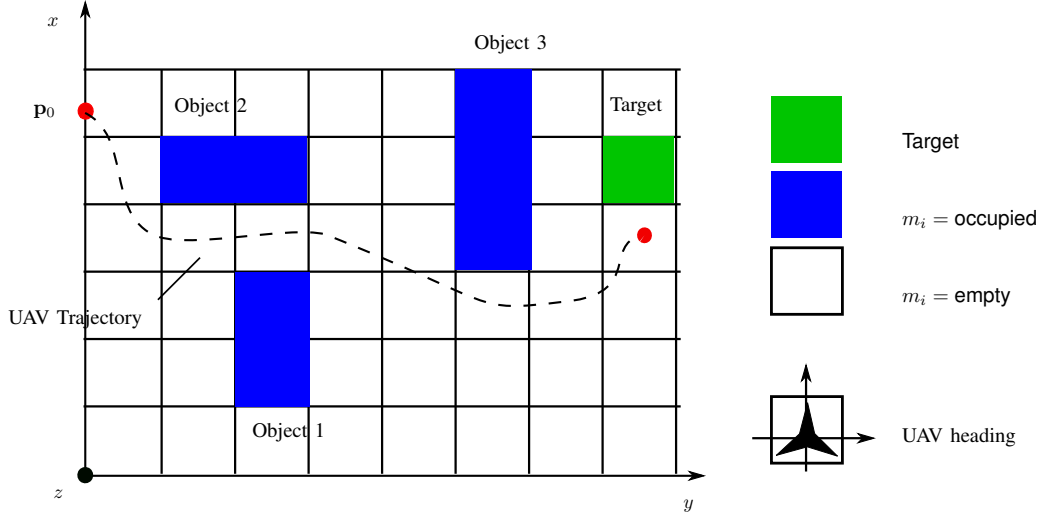 x
Object 3
p₀
Object 2
Target
Target
mᵢ = occupied
mᵢ = empty
UAV Trajectory
Object 1
UAV heading
z
y